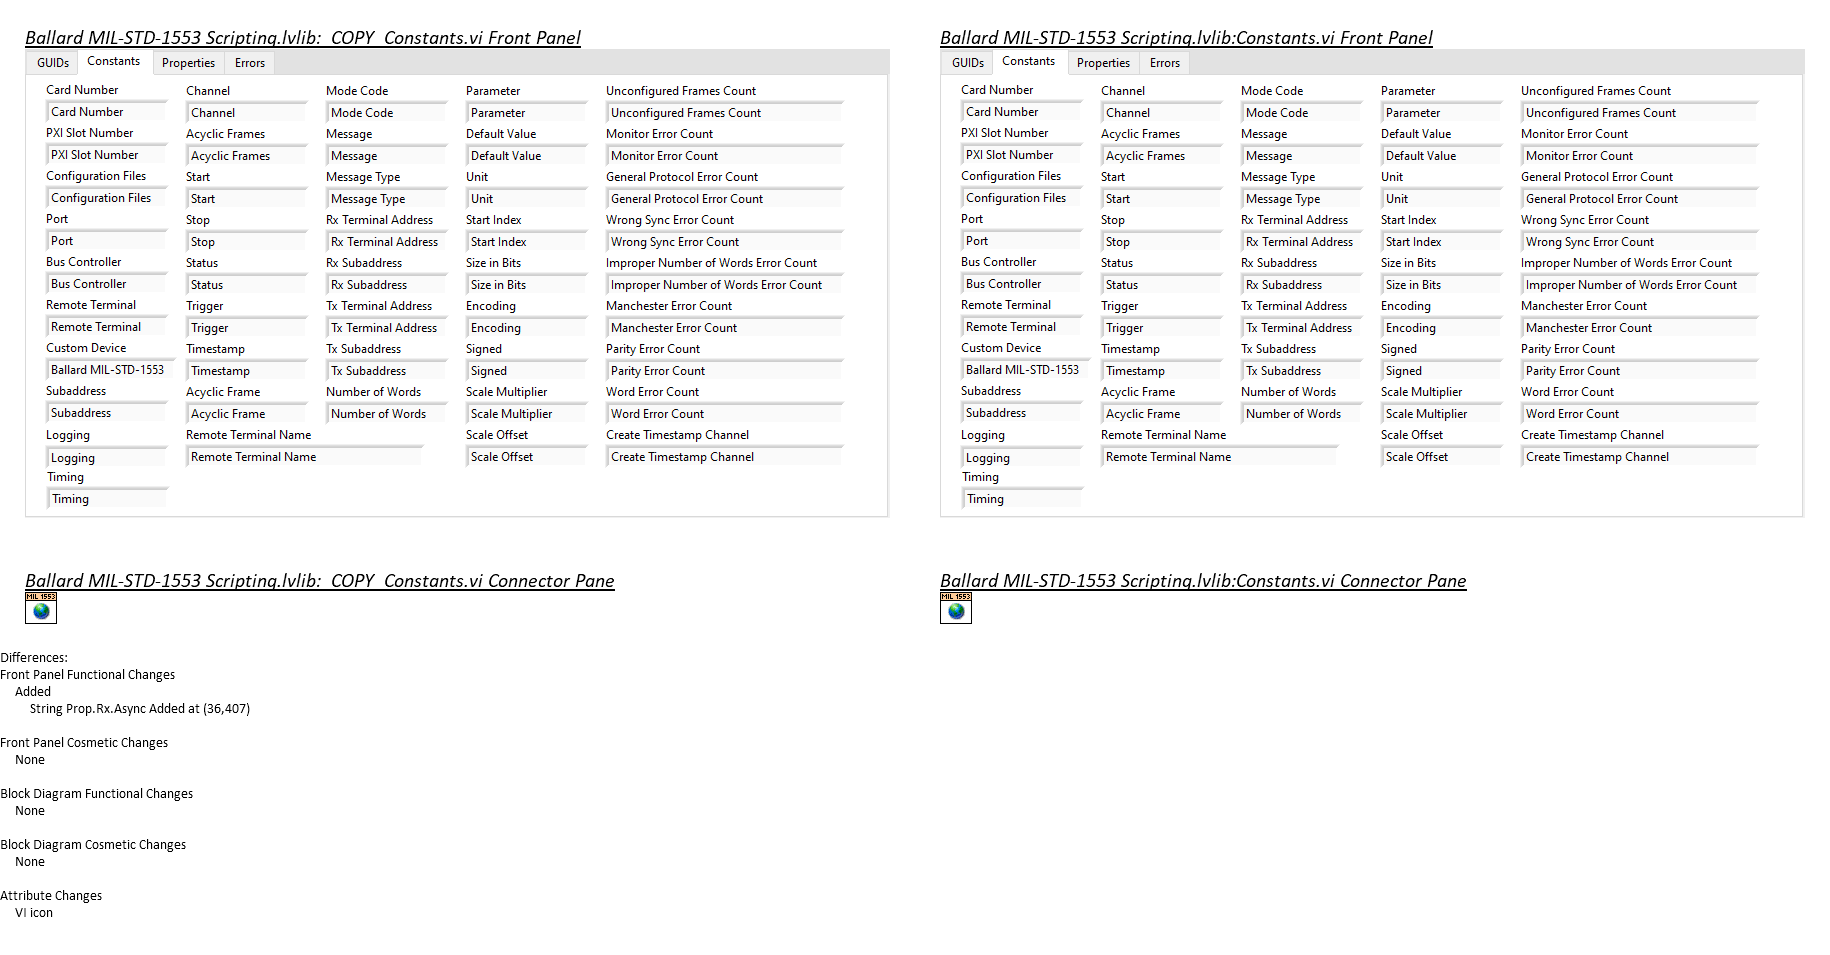 Ballard MIL-STD-1553 Scripting.lvlib:_COPY_Constants.vi Front Panel
GUIDs Constants Properties Errors
Card Number Channel Mode Code Parameter Unconfigured Frames Count
Card Number Channel Mode Code Parameter Unconfigured Frames Count
PXI Slot Number Acyclic Frames Message Default Value Monitor Error Count
PXI Slot Number Acyclic Frames Message Default Value Monitor Error Count
Configuration Files Start Message Type Unit General Protocol Error Count
Configuration Files Start Message Type Unit General Protocol Error Count
Port Stop Rx Terminal Address Start Index Wrong Sync Error Count
Port Stop Rx Terminal Address Start Index Wrong Sync Error Count
Bus Controller Status Rx Subaddress Size in Bits Improper Number of Words Error Count
Bus Controller Status Rx Subaddress Size in Bits Improper Number of Words Error Count
Remote Terminal Trigger Tx Terminal Address Encoding Manchester Error Count
Remote Terminal Trigger Tx Terminal Address Encoding Manchester Error Count
Custom Device Timestamp Tx Subaddress Signed Parity Error Count
Ballard MIL-STD-1553 Timestamp Tx Subaddress Signed Parity Error Count
Subaddress Acyclic Frame Number of Words Scale Multiplier Word Error Count
Subaddress Acyclic Frame Number of Words Scale Multiplier Word Error Count
Logging Remote Terminal Name Scale Offset Create Timestamp Channel
Logging Remote Terminal Name Scale Offset Create Timestamp Channel
Timing
Timing
Ballard MIL-STD-1553 Scripting.lvlib:Constants.vi Front Panel
GUIDs Constants Properties Errors
Card Number Channel Mode Code Parameter Unconfigured Frames Count
Card Number Channel Mode Code Parameter Unconfigured Frames Count
PXI Slot Number Acyclic Frames Message Default Value Monitor Error Count
PXI Slot Number Acyclic Frames Message Default Value Monitor Error Count
Configuration Files Start Message Type Unit General Protocol Error Count
Configuration Files Start Message Type Unit General Protocol Error Count
Port Stop Rx Terminal Address Start Index Wrong Sync Error Count
Port Stop Rx Terminal Address Start Index Wrong Sync Error Count
Bus Controller Status Rx Subaddress Size in Bits Improper Number of Words Error Count
Bus Controller Status Rx Subaddress Size in Bits Improper Number of Words Error Count
Remote Terminal Trigger Tx Terminal Address Encoding Manchester Error Count
Remote Terminal Trigger Tx Terminal Address Encoding Manchester Error Count
Custom Device Timestamp Tx Subaddress Signed Parity Error Count
Ballard MIL-STD-1553 Timestamp Tx Subaddress Signed Parity Error Count
Subaddress Acyclic Frame Number of Words Scale Multiplier Word Error Count
Subaddress Acyclic Frame Number of Words Scale Multiplier Word Error Count
Logging Remote Terminal Name Scale Offset Create Timestamp Channel
Logging Remote Terminal Name Scale Offset Create Timestamp Channel
Timing
Timing
Ballard MIL-STD-1553 Scripting.lvlib:_COPY_Constants.vi Connector Pane
MIL 1553
Ballard MIL-STD-1553 Scripting.lvlib:Constants.vi Connector Pane
MIL 1553
Differences:
Front Panel Functional Changes
Added
String Prop.Rx.Async Added at (36,407)
Front Panel Cosmetic Changes
None
Block Diagram Functional Changes
None
Block Diagram Cosmetic Changes
None
Attribute Changes
VI icon